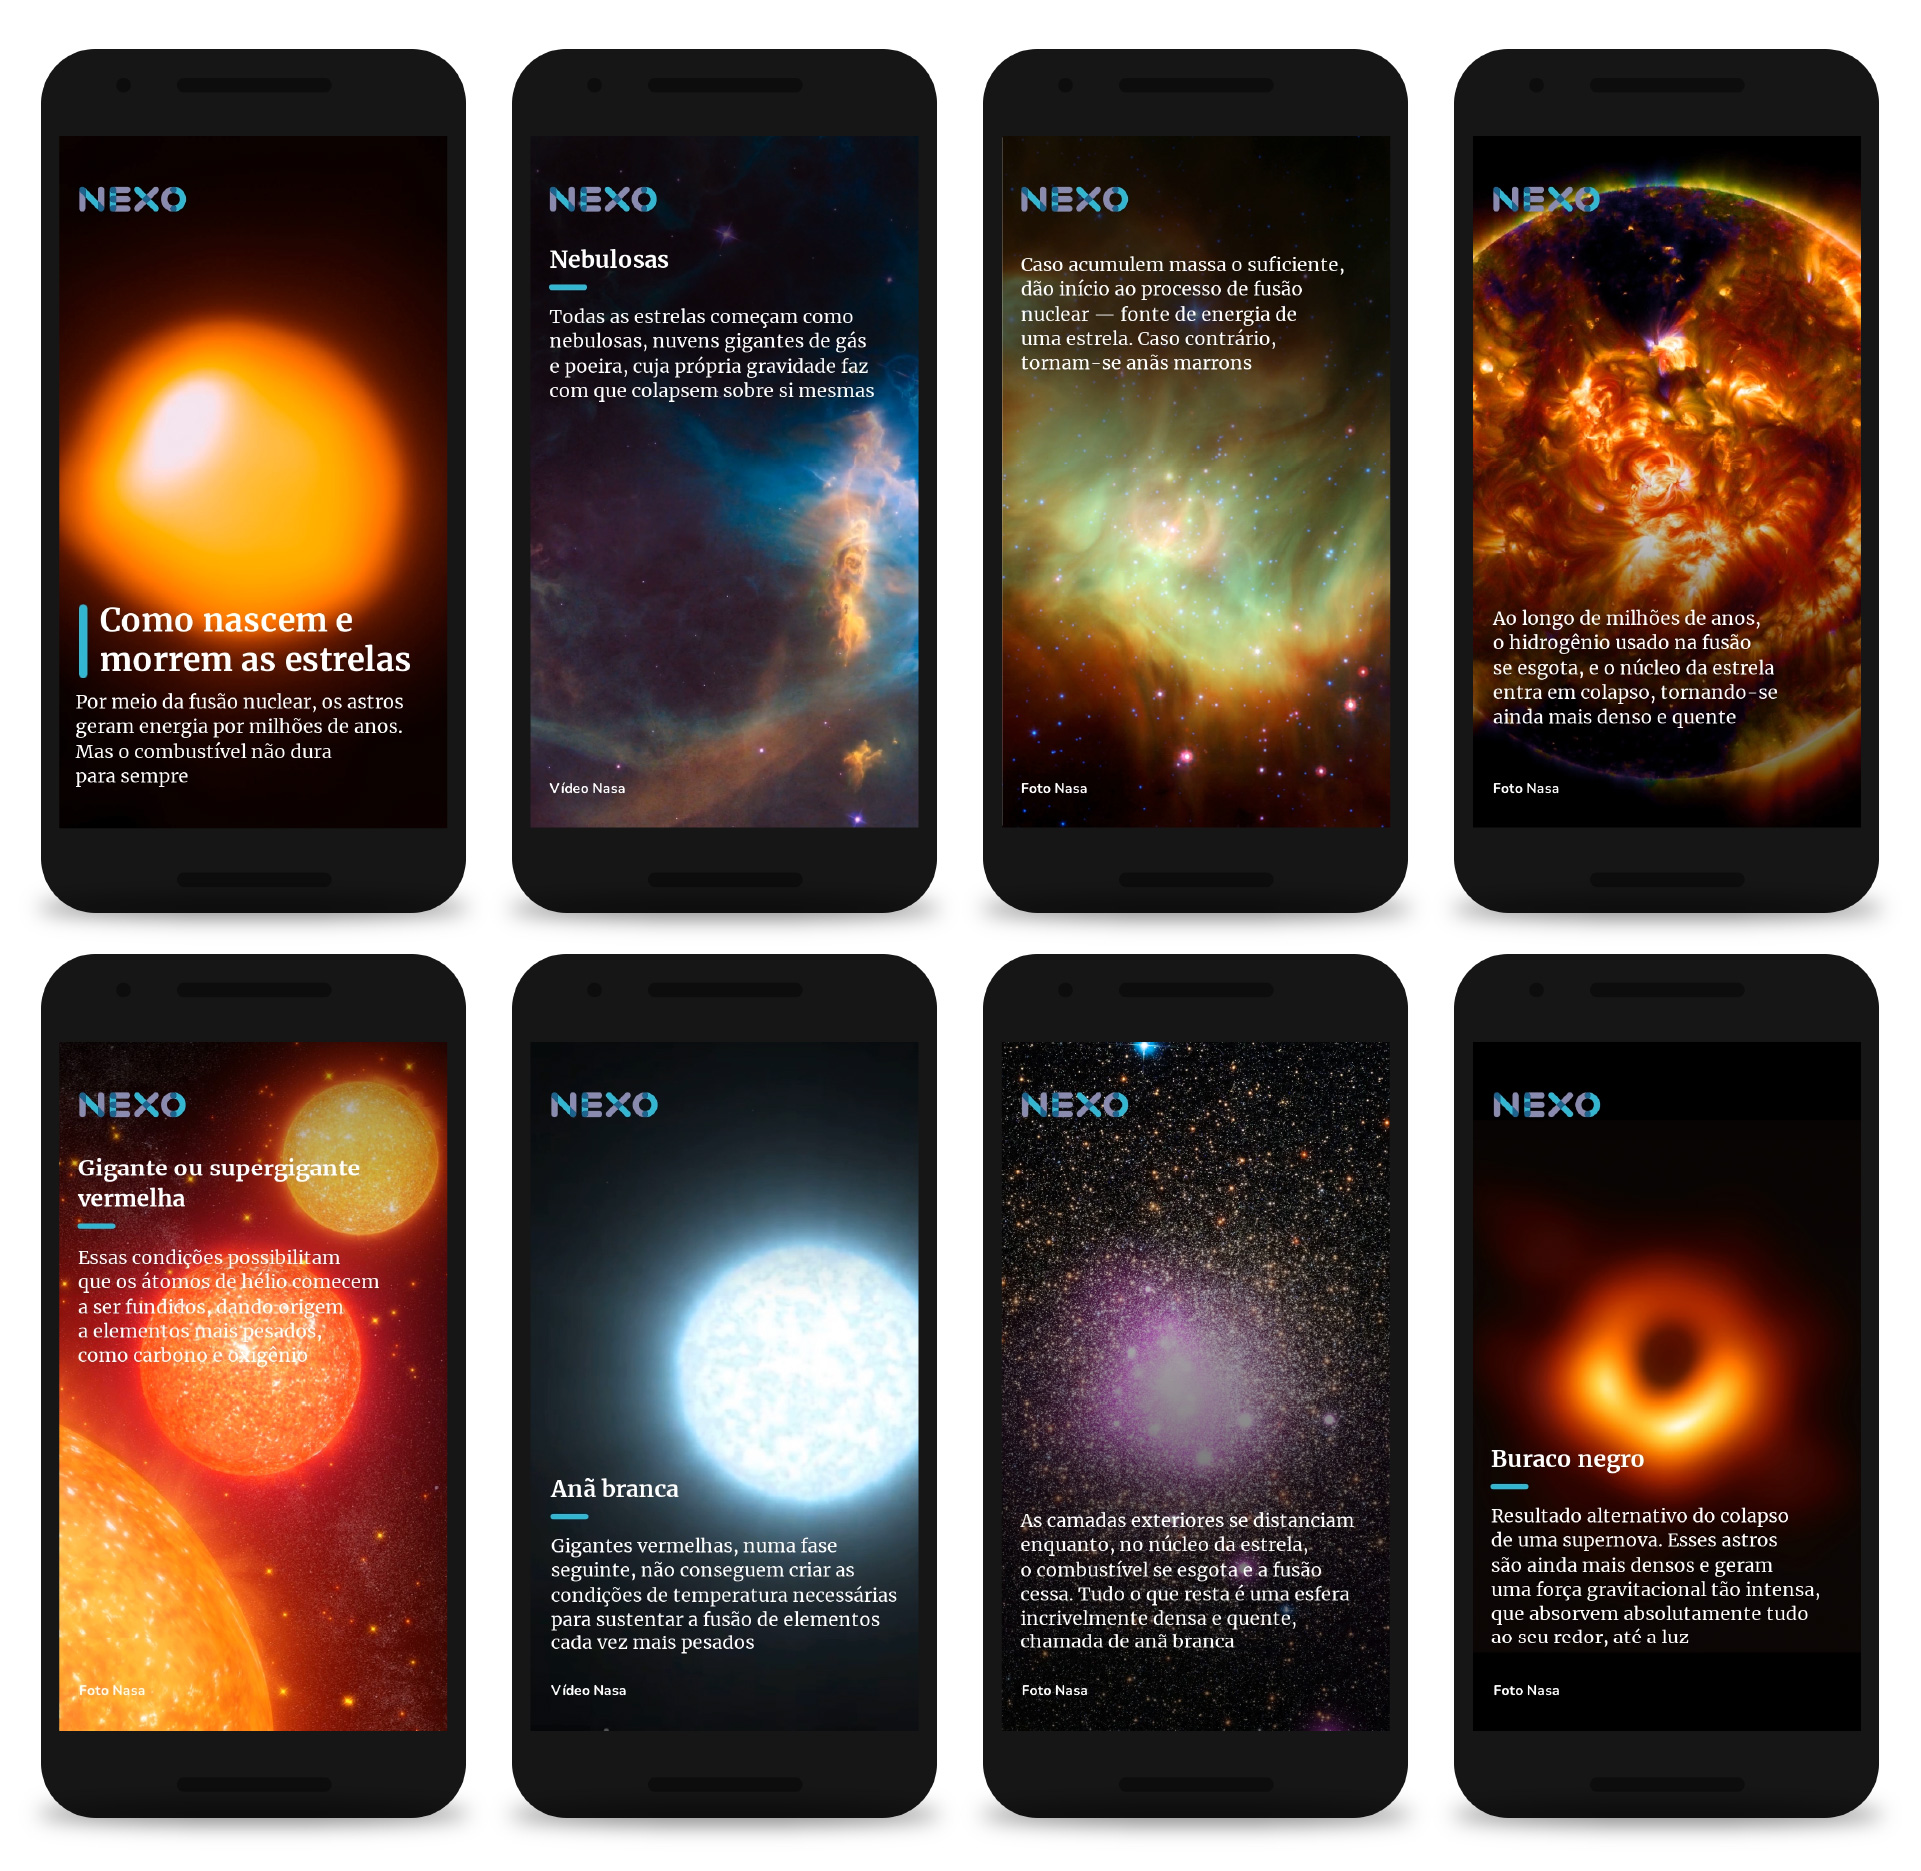 NEXO
Como nascem e
morrem as estrelas
Por meio da fusão nuclear, os astros
geram energia por milhões de anos.
Mas o combustível não dura
para sempre
NEXO
Nebulosas
Todas as estrelas começam como
nebulosas, nuvens gigantes de gás
e poeira, cuja própria gravidade faz
com que colapsem sobre si mesmas
Vídeo Nasa
NEXO
Caso acumulem massa o suficiente,
dão início ao processo de fusão
nuclear — fonte de energia de
uma estrela. Caso contrário,
tornam-se anãs marrons
Foto Nasa
NEXO
Ao longo de milhões de anos,
o hidrogênio usado na fusão
se esgota, e o núcleo da estrela
entra em colapso, tornando-se
ainda mais denso e quente
Foto Nasa
NEXO
Gigante ou supergigante
vermelha
Essas condições possibilitam
que os átomos de hélio comecem
a ser fundidos, dando origem
a elementos mais pesados,
como carbono e oxigênio
Foto Nasa
NEXO
Anã branca
Gigantes vermelhas, numa fase
seguinte, não conseguem criar as
condições de temperatura necessárias
para sustentar a fusão de elementos
cada vez mais pesados
Vídeo Nasa
NEXO
As camadas exteriores se distanciam
enquanto, no núcleo da estrela,
o combustível se esgota e a fusão
cessa. Tudo o que resta é uma esfera
incrivelmente densa e quente,
chamada de anã branca
Foto Nasa
NEXO
Buraco negro
Resultado alternativo do colapso
de uma supernova. Esses astros
são ainda mais densos e geram
uma força gravitacional tão intensa,
que absorvem absolutamente tudo
ao seu redor, até a luz
Foto Nasa